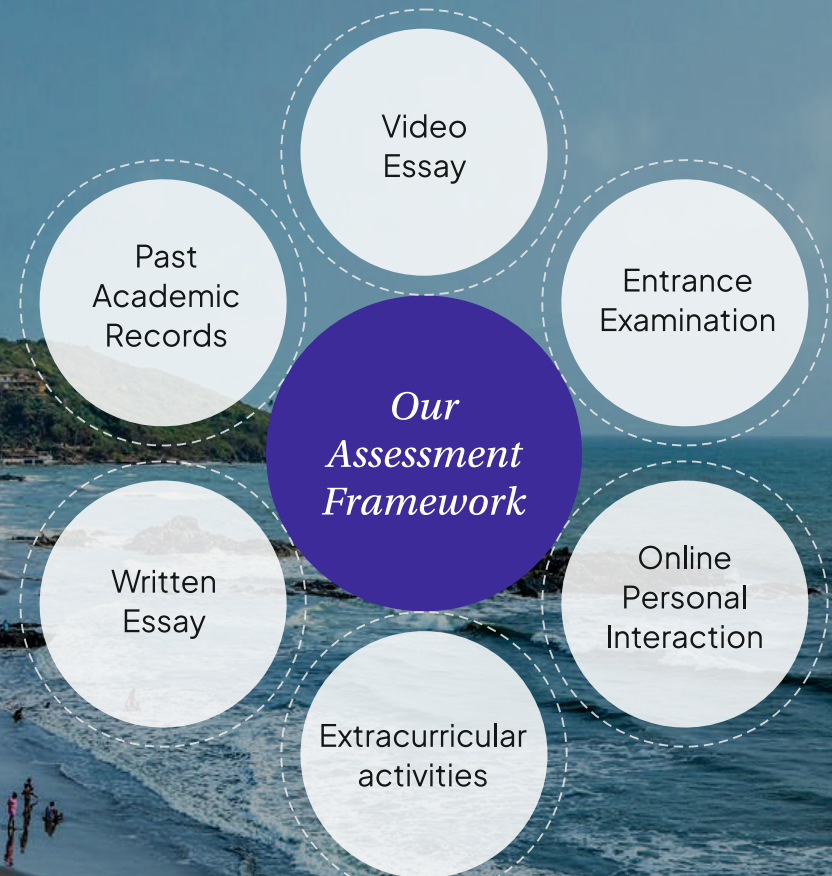 Video
Essay
Past
Academic
Records
Entrance
Examination
Our
Assessment
Framework
Written
Essay
Online
Personal
Interaction
Extracurricular
activities